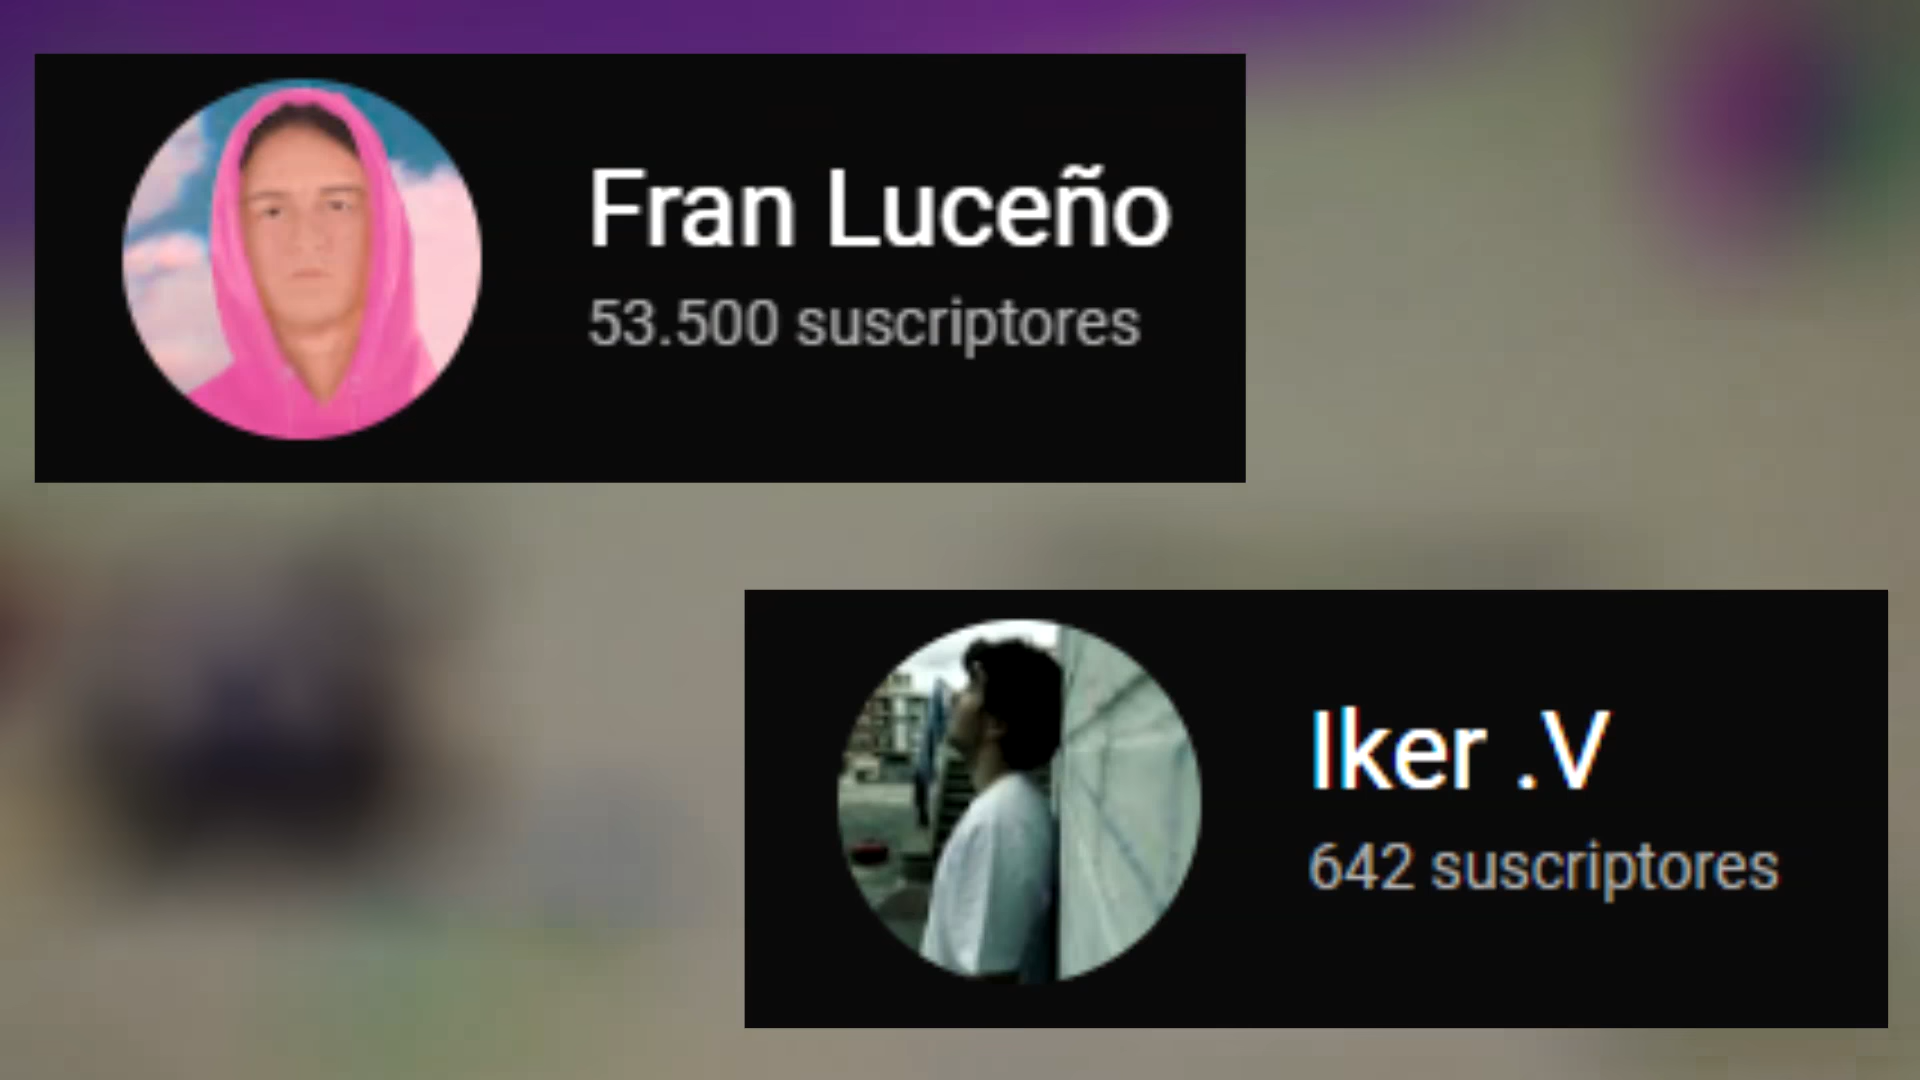 Fran Luceño
53.500 suscriptores
Iker .V
642 suscriptores